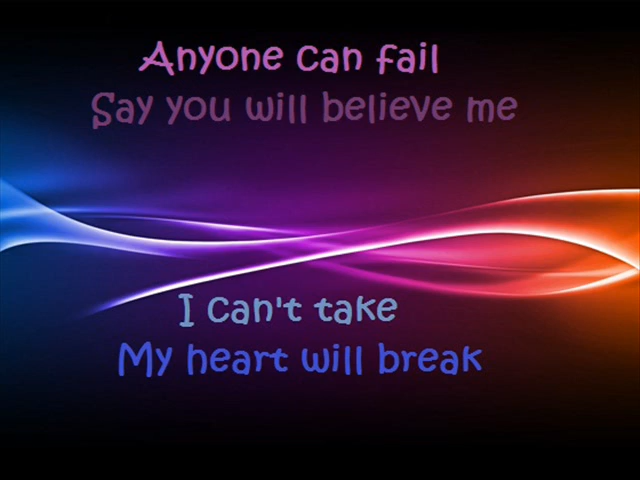 Anyone can fail
Say you will believe me
I can't take
My heart will break